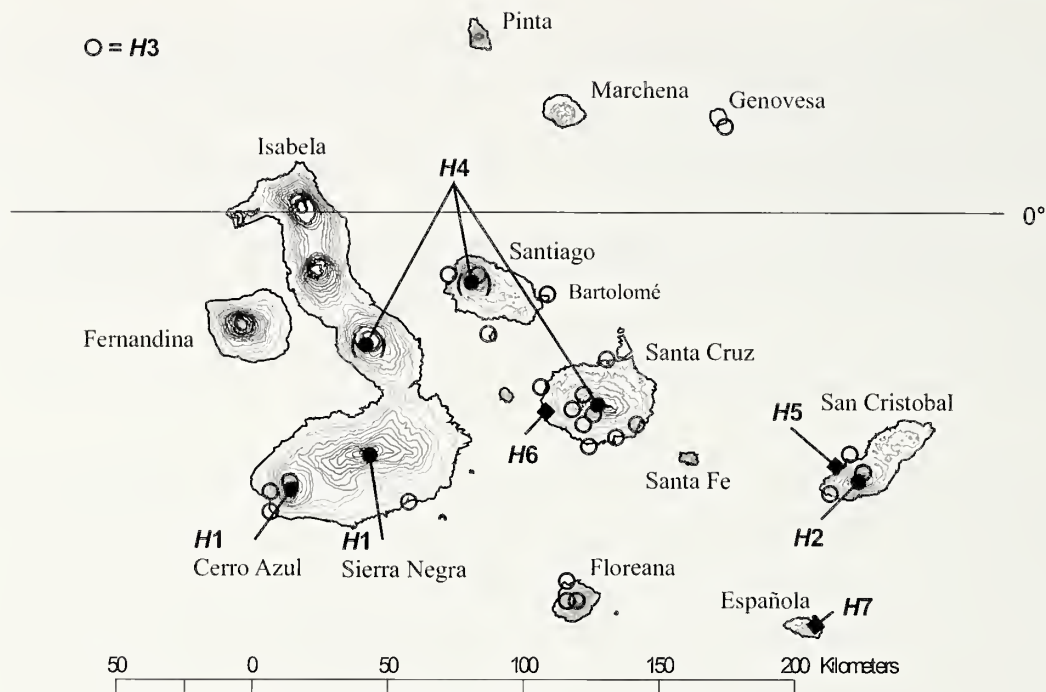 Pinta
O = H3
Marchena
Genovesa
Isabela
H4
0°
Santiago
Bartolomé
Fernandina
Santa Cruz
San Cristobal
H5
H6
Santa Fe
H1
Cerro Azul
H1
Sierra Negra
H2
Floreana
Española
H7
50 0 50 100 150 200 Kilometers